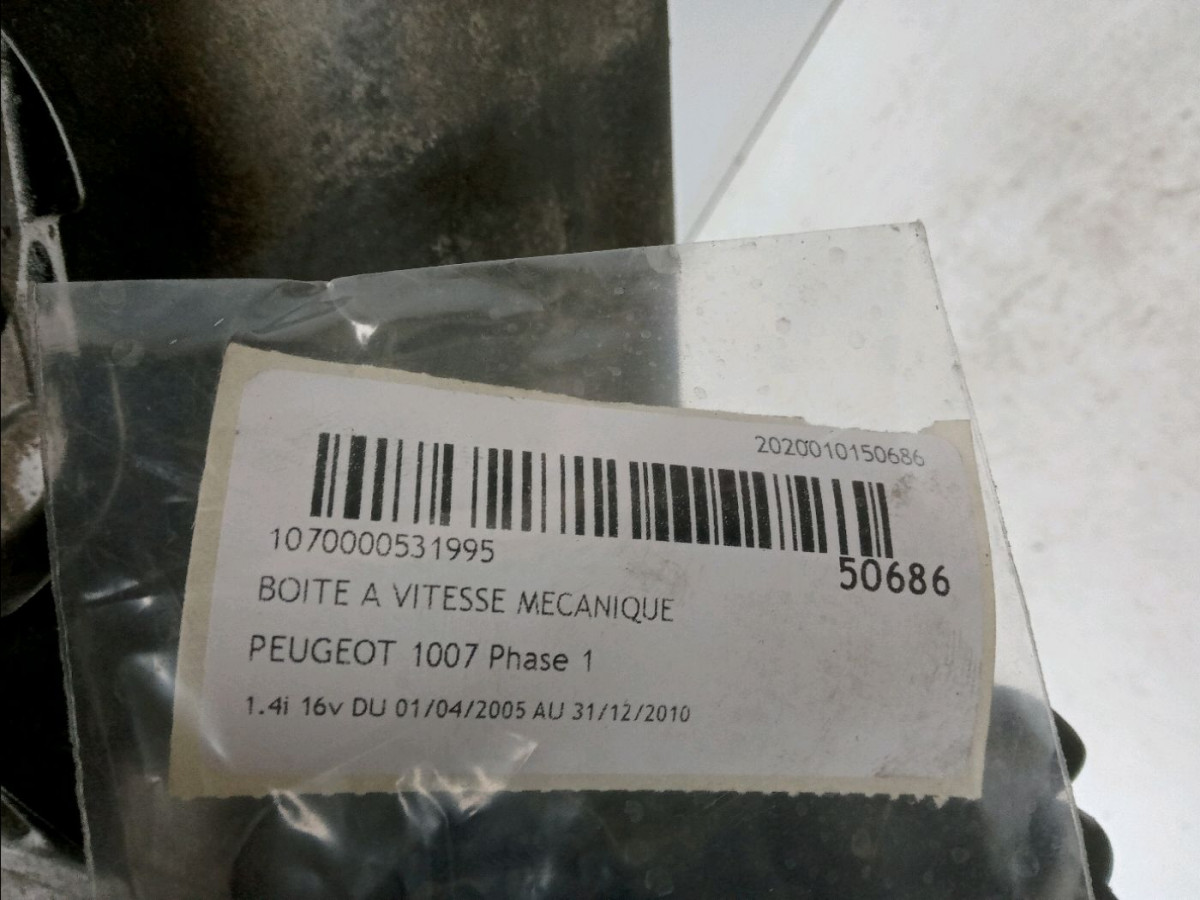 2020010150686
1070000531995
50686
BOITE A VITESSE MECANIQUE
PEUGEOT 1007 Phase 1
1.4i 16v DU 01/04/2005 AU 31/12/2010